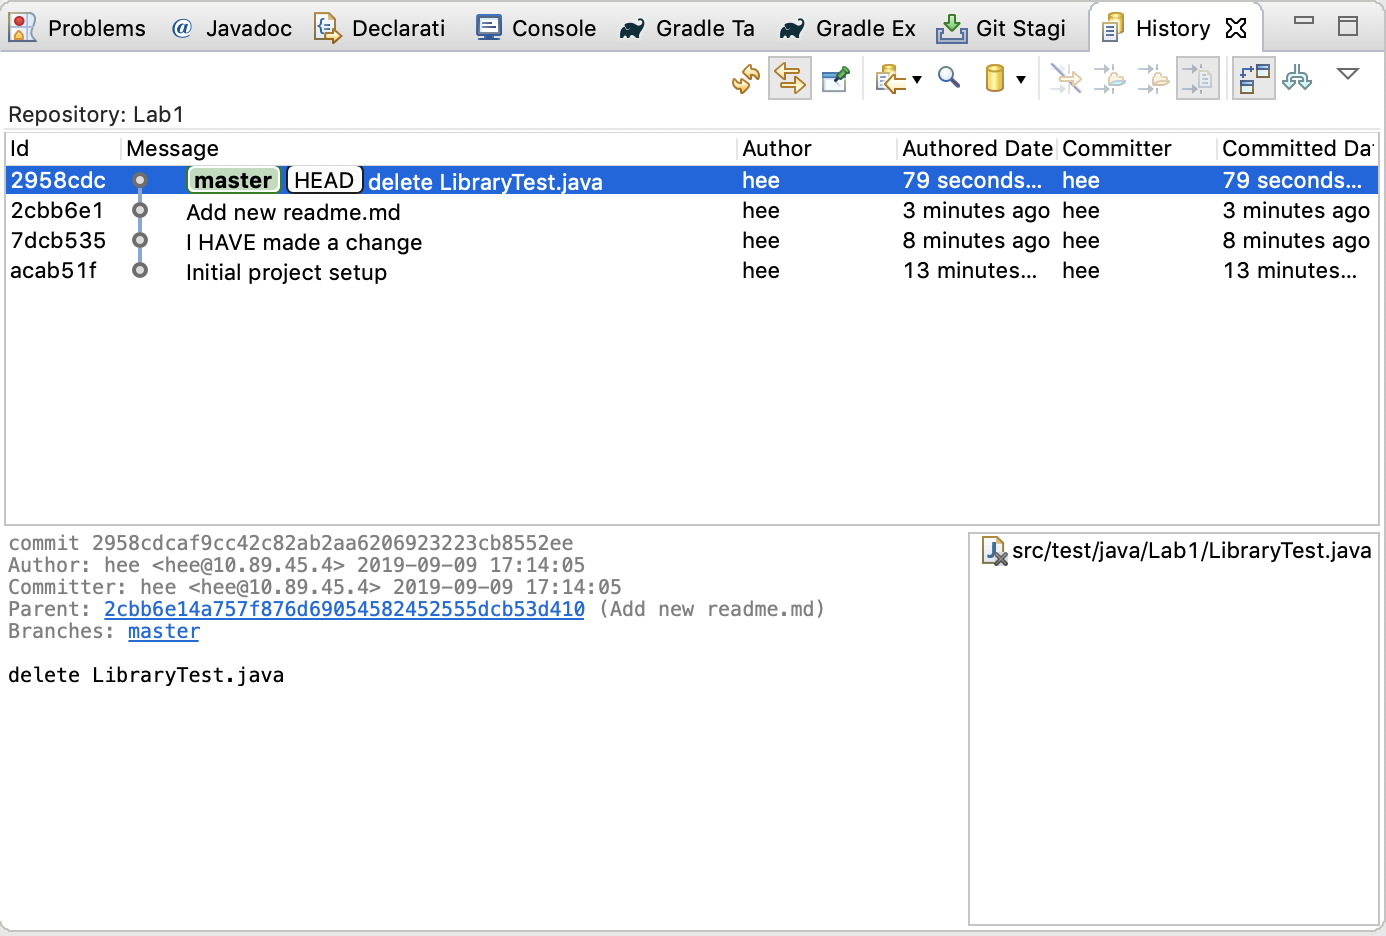 Problems @ Javadoc Declarati Console Gradle Ta Gradle Ex Git Stagi History
Repository: Lab1
Id Message Author Authored Date Committer Committed Da
2958cdc master HEAD delete LibraryTest.java hee 79 seconds... hee 79 seconds...
2cbb6e1 Add new readme.md hee 3 minutes ago hee 3 minutes ago
7dcb535 I HAVE made a change hee 8 minutes ago hee 8 minutes ago
acab51f Initial project setup hee 13 minutes... hee 13 minutes...
commit 2958cdcaf9cc42c82ab2aa6206923223cb8552ee
Author: hee <hee@10.89.45.4> 2019-09-09 17:14:05
Committer: hee <hee@10.89.45.4> 2019-09-09 17:14:05
Parent: 2cbb6e14a757f876d69054582452555dcb53d410 (Add new readme.md)
Branches: master
delete LibraryTest.java
src/test/java/Lab1/LibraryTest.java